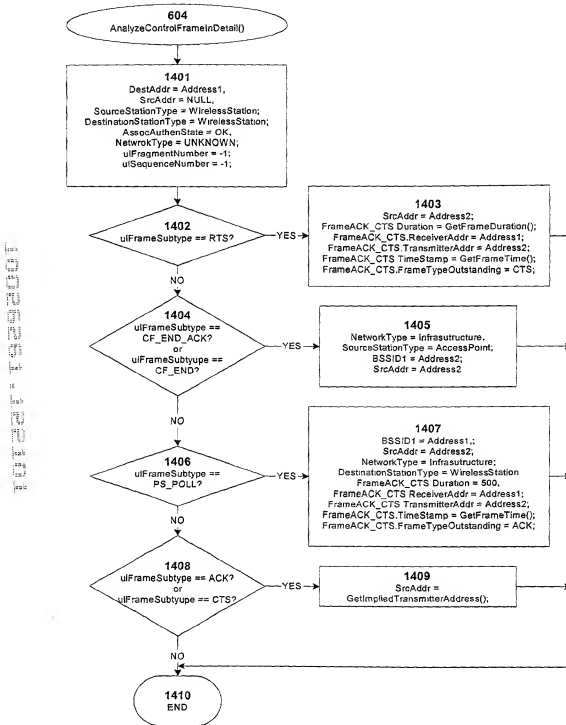 604
AnalyzeControlFrameInDetail()
1401
DestAddr = Address1,
SrcAddr = NULL,
SourceStationType = WirelessStation;
DestinationStationType = WirelessStation;
AssocAuthenState = OK,
NetwrokType = UNKNOWN;
ulFragmentNumber = -1;
ulSequenceNumber = -1;
1402
ulFrameSubtype == RTS?
YES
1403
SrcAddr = Address2;
FrameACK_CTS Duration = GetFrameDuration();
FrameACK_CTS.ReceiverAddr = Address1;
FrameACK_CTS.TransmitterAddr = Address2;
FrameACK_CTS TimeStamp = GetFrameTime();
FrameACK_CTS.FrameTypeOutstanding = CTS;
NO
1404
ulFrameSubtype ==
CF_END_ACK?
or
ulFrameSubtype ==
CF_END?
YES
1405
NetworkType = Infrasutructure,
SourceStationType = AccessPoint;
BSSID1 = Address2;
SrcAddr = Address2
NO
1406
ulFrameSubtype ==
PS_POLL?
YES
1407
BSSID1 = Address1,;
SrcAddr = Address2,
NetworkType = Infrasutructure;
DestinationStationType = WirelessStation
FrameACK_CTS Duration = 500,
FrameACK_CTS ReceiverAddr = Address1;
FrameACK_CTS TransmitterAddr = Address2;
FrameACK_CTS.TimeStamp = GetFrameTime();
FrameACK_CTS.FrameTypeOutstanding = ACK;
NO
1408
ulFrameSubtype == ACK?
or
ulFrameSubtyupe == CTS?
YES
1409
SrcAddr =
GetImpliedTransmitterAddress();
NO
1410
END